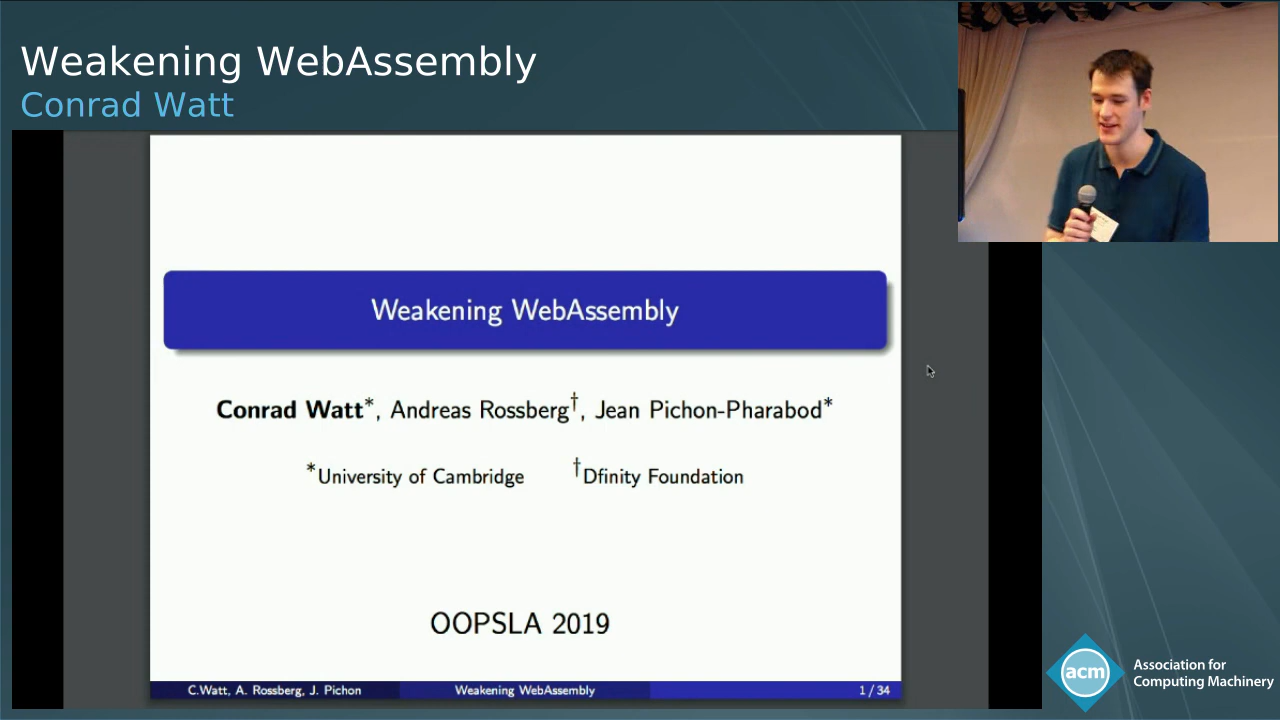 Weakening WebAssembly
Conrad Watt
Weakening WebAssembly
Conrad Watt*, Andreas Rossberg†, Jean Pichon-Pharabod*
*University of Cambridge †Dfinity Foundation
OOPSLA 2019
C.Watt, A. Rossberg, J. Pichon Weakening WebAssembly 1 / 34
acm
Association for
Computing Machinery